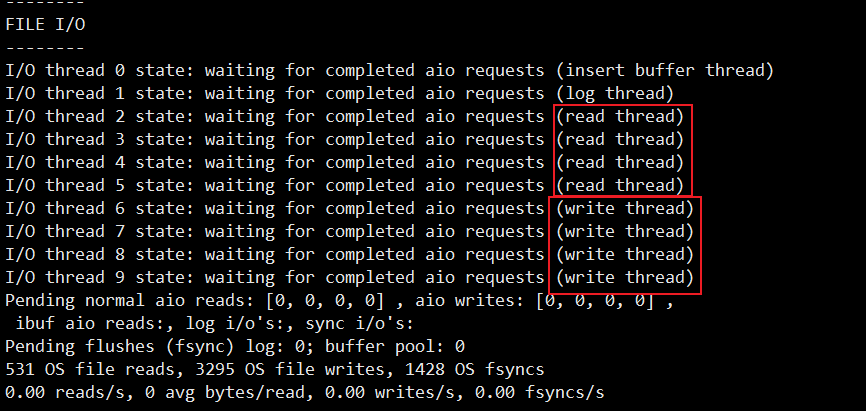 --------
FILE I/O
--------
I/O thread 0 state: waiting for completed aio requests (insert buffer thread)
I/O thread 1 state: waiting for completed aio requests (log thread)
I/O thread 2 state: waiting for completed aio requests (read thread)
I/O thread 3 state: waiting for completed aio requests (read thread)
I/O thread 4 state: waiting for completed aio requests (read thread)
I/O thread 5 state: waiting for completed aio requests (read thread)
I/O thread 6 state: waiting for completed aio requests (write thread)
I/O thread 7 state: waiting for completed aio requests (write thread)
I/O thread 8 state: waiting for completed aio requests (write thread)
I/O thread 9 state: waiting for completed aio requests (write thread)
Pending normal aio reads: [0, 0, 0, 0] , aio writes: [0, 0, 0, 0] ,
 ibuf aio reads:, log i/o's:, sync i/o's:
Pending flushes (fsync) log: 0; buffer pool: 0
531 OS file reads, 3295 OS file writes, 1428 OS fsyncs
0.00 reads/s, 0 avg bytes/read, 0.00 writes/s, 0.00 fsyncs/s